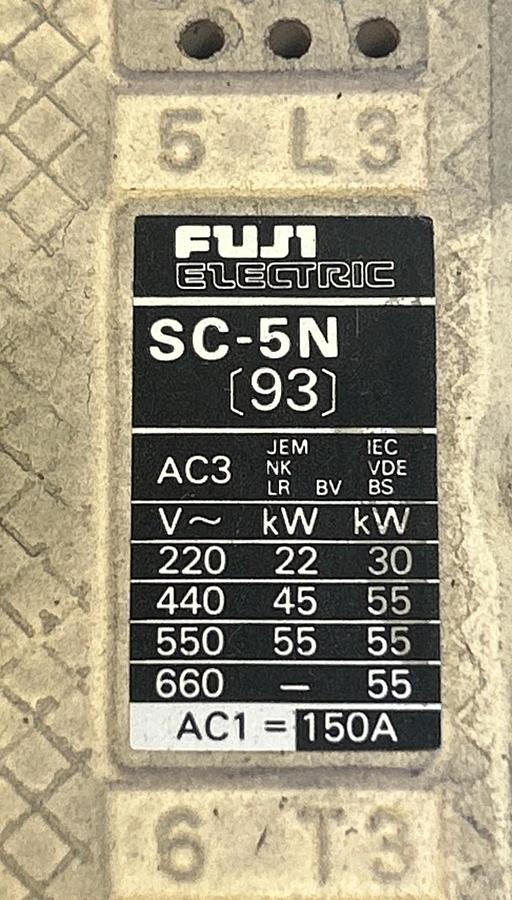 5 L3
FUJI
ELECTRIC
SC-5N
[93]
AC3 JEM IEC
NK VDE
LR BV BS
V~ kW kW
220 22 30
440 45 55
550 55 55
660 — 55
AC1 = 150A
6 T3